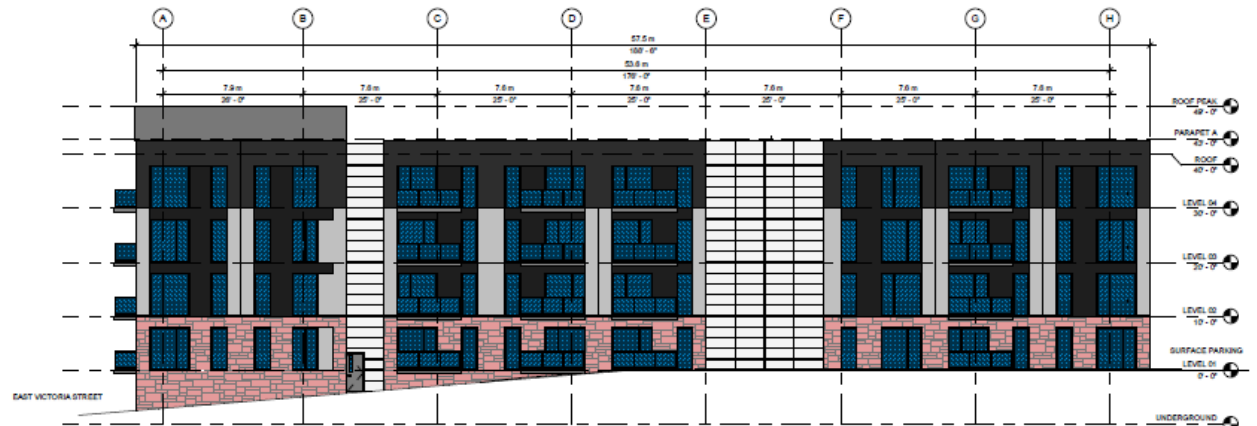 A B C D E F G H
57.5 m
188' - 6"
53.6 m
176' - 0"
7.9 m 7.6 m 7.6 m 7.6 m 7.6 m 7.6 m 7.6 m
26' - 0" 25' - 0" 25' - 0" 25' - 0" 25' - 0" 25' - 0" 25' - 0"
ROOF PEAK
49' - 0"
PARAPET A
43' - 0"
ROOF
40' - 0"
LEVEL 04
30' - 0"
LEVEL 03
20' - 0"
LEVEL 02
10' - 0"
SURFACE PARKING
LEVEL 01
0' - 0"
EAST VICTORIA STREET
UNDERGROUND